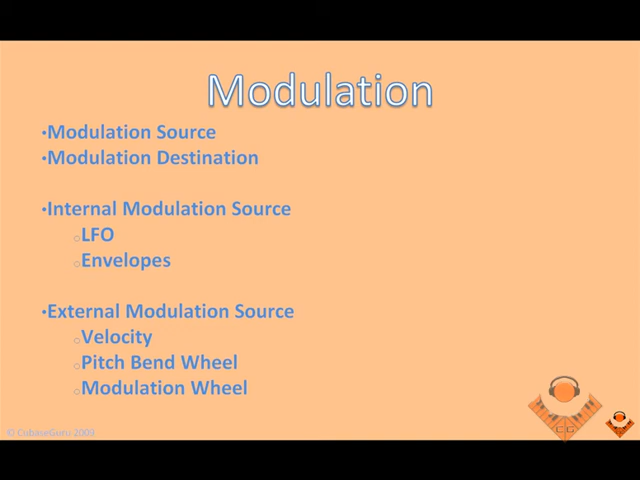 Modulation
•Modulation Source
•Modulation Destination
•Internal Modulation Source
○LFO
○Envelopes
•External Modulation Source
○Velocity
○Pitch Bend Wheel
○Modulation Wheel
© CubaseGuru-2009
CG